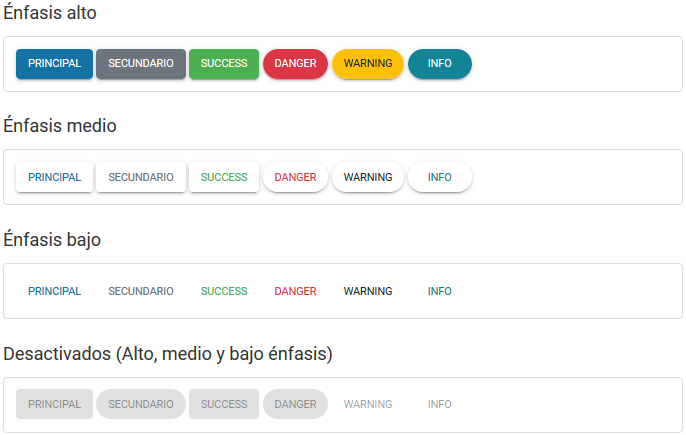 Énfasis alto
PRINCIPAL SECUNDARIO SUCCESS DANGER WARNING INFO
Énfasis medio
PRINCIPAL SECUNDARIO SUCCESS DANGER WARNING INFO
Énfasis bajo
PRINCIPAL SECUNDARIO SUCCESS DANGER WARNING INFO
Desactivados (Alto, medio y bajo énfasis)
PRINCIPAL SECUNDARIO SUCCESS DANGER WARNING INFO